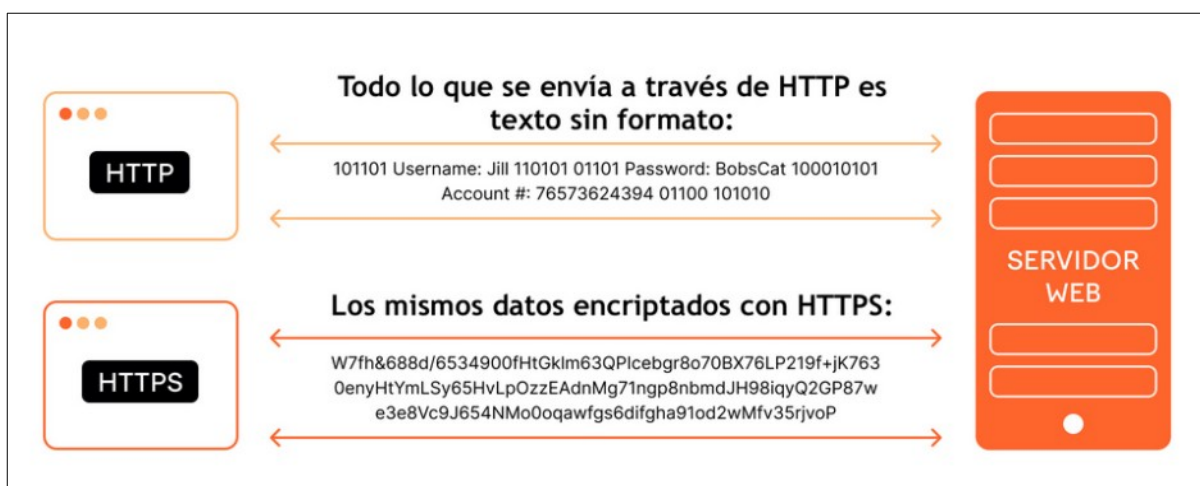 HTTP
Todo lo que se envía a través de HTTP es
texto sin formato:
101101 Username: Jill 110101 01101 Password: BobsCat 100010101
Account #: 76573624394 01100 101010
HTTPS
Los mismos datos encriptados con HTTPS:
W7fh&688d/6534900fHtGklm63QPlcebgr8o70BX76LP219f+jK763
0enyHtYmLSy65HvLpOzzEAdnMg71ngp8nbmdJH98iqyQ2GP87w
e3e8Vc9J654NMo0oqawfgs6difgha91od2wMfv35rjvoP
SERVIDOR
WEB